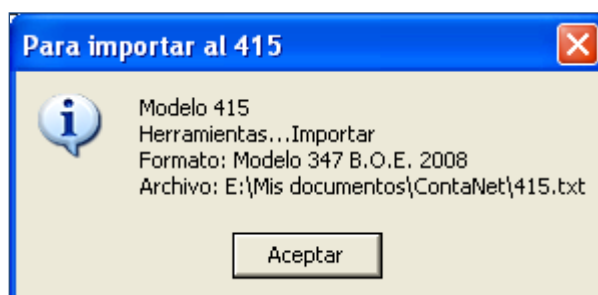 Para importar al 415
Modelo 415
Herramientas...Importar
Formato: Modelo 347 B.O.E. 2008
Archivo: E:\Mis documentos\ContaNet\415.txt
Aceptar